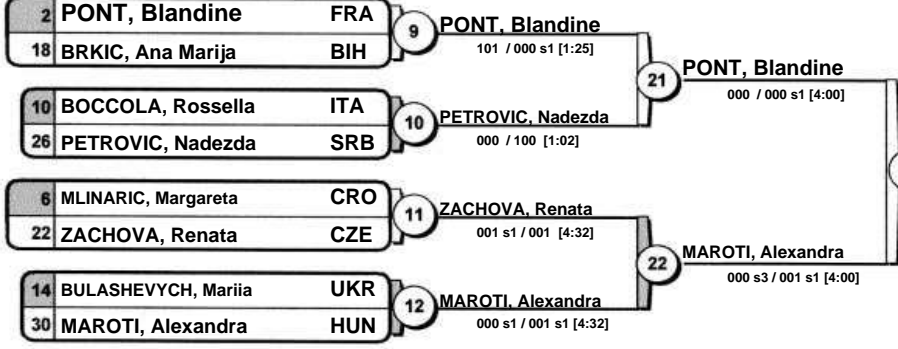 2 PONT, Blandine FRA
18 BRKIC, Ana Marija BIH
9
PONT, Blandine
101 / 000 s1 [1:25]
10 BOCCOLA, Rossella ITA
26 PETROVIC, Nadezda SRB
10
PETROVIC, Nadezda
000 / 100 [1:02]
21
PONT, Blandine
000 / 000 s1 [4:00]
6 MLINARIC, Margareta CRO
22 ZACHOVA, Renata CZE
11
ZACHOVA, Renata
001 s1 / 001 [4:32]
14 BULASHEVYCH, Mariia UKR
30 MAROTI, Alexandra HUN
12
MAROTI, Alexandra
000 s1 / 001 s1 [4:32]
22
MAROTI, Alexandra
000 s3 / 001 s1 [4:00]